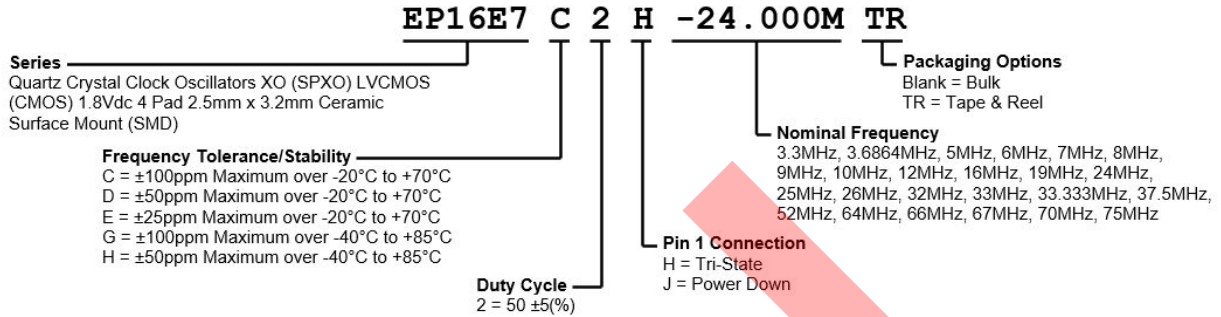 EP16E7 C 2 H -24.000M TR
Series
Quartz Crystal Clock Oscillators XO (SPXO) LVCMOS
(CMOS) 1.8Vdc 4 Pad 2.5mm x 3.2mm Ceramic
Surface Mount (SMD)
Frequency Tolerance/Stability
C = ±100ppm Maximum over -20°C to +70°C
D = ±50ppm Maximum over -20°C to +70°C
E = ±25ppm Maximum over -20°C to +70°C
G = ±100ppm Maximum over -40°C to +85°C
H = ±50ppm Maximum over -40°C to +85°C
Duty Cycle
2 = 50 ±5(%)
Pin 1 Connection
H = Tri-State
J = Power Down
Nominal Frequency
3.3MHz, 3.6864MHz, 5MHz, 6MHz, 7MHz, 8MHz,
9MHz, 10MHz, 12MHz, 16MHz, 19MHz, 24MHz,
25MHz, 26MHz, 32MHz, 33MHz, 33.333MHz, 37.5MHz,
52MHz, 64MHz, 66MHz, 67MHz, 70MHz, 75MHz
Packaging Options
Blank = Bulk
TR = Tape & Reel